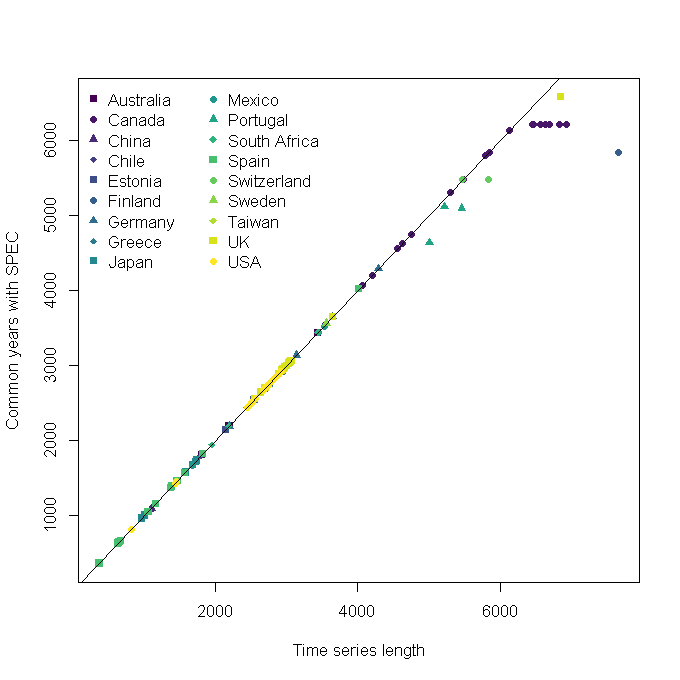 Australia
Canada
China
Chile
Estonia
Finland
Germany
Greece
Japan
Mexico
Portugal
South Africa
Spain
Switzerland
Sweden
Taiwan
UK
USA
Common years with SPEC
6000
5000
4000
3000
2000
1000
2000 4000 6000
Time series length